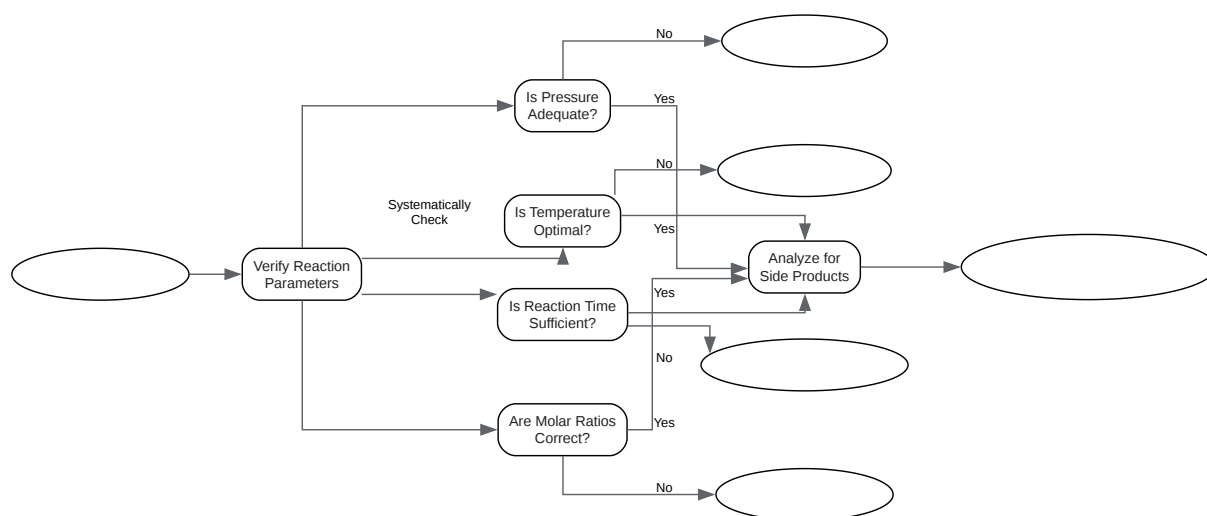 No
Is Pressure
Adequate?
Yes
No
Systematically
Check
Is Temperature
Optimal?
Yes
Verify Reaction
Parameters
Analyze for
Side Products
Yes
Is Reaction Time
Sufficient?
No
Are Molar Ratios
Correct?
Yes
No